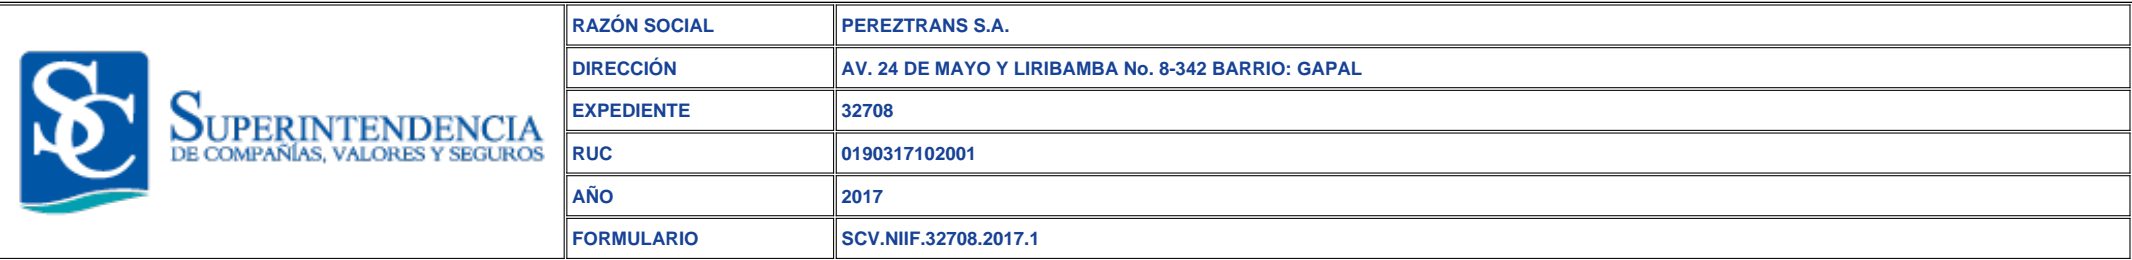 SC
SUPERINTENDENCIA
DE COMPAÑÍAS, VALORES Y SEGUROS
RAZÓN SOCIAL PEREZTRANS S.A.
DIRECCIÓN AV. 24 DE MAYO Y LIRIBAMBA No. 8-342 BARRIO: GAPAL
EXPEDIENTE 32708
RUC 0190317102001
AÑO 2017
FORMULARIO SCV.NIIF.32708.2017.1